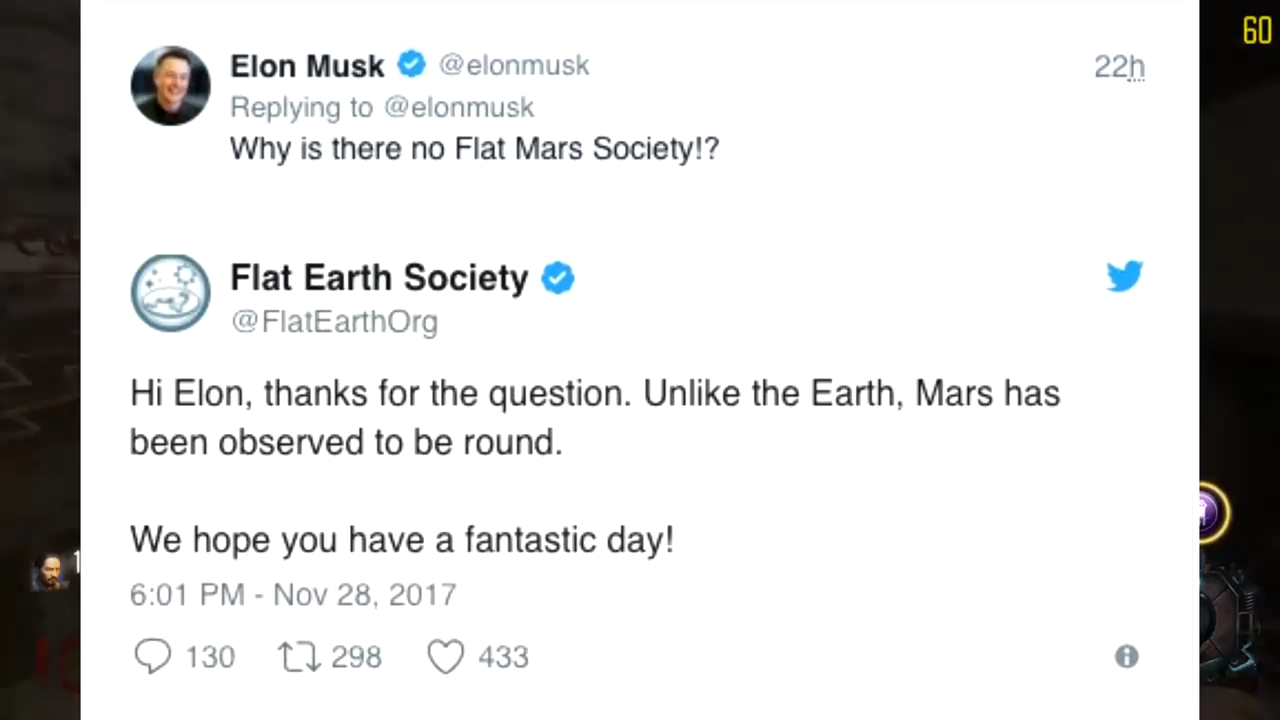 60
Elon Musk @elonmusk 22h
Replying to @elonmusk
Why is there no Flat Mars Society!?
Flat Earth Society
@FlatEarthOrg
Hi Elon, thanks for the question. Unlike the Earth, Mars has
been observed to be round.
We hope you have a fantastic day!
6:01 PM - Nov 28, 2017
130 298 433